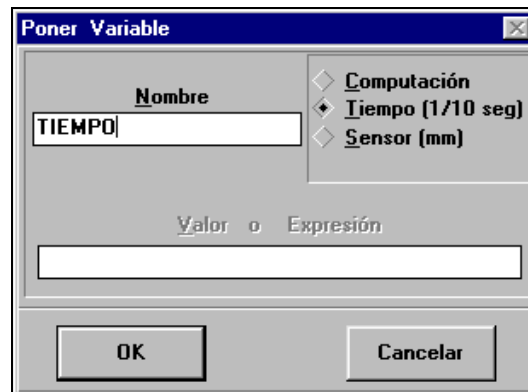 Poner Variable
Nombre
TIEMPO
Computación
Tiempo (1/10 seg)
Sensor (mm)
Valor o Expresión
OK
Cancelar